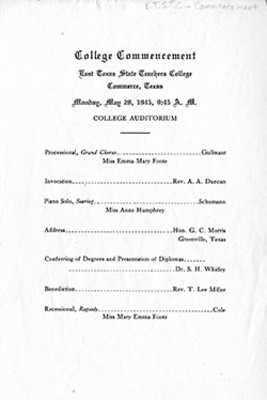 E.T.S.T.C. - Commencement
College Commencement
East Texas State Teachers College
Commerce, Texas
Monday, May 28, 1945, 9:45 A. M.
COLLEGE AUDITORIUM
Processional, Grand Chorus Guilmant
Miss Emma Mary Foote
Invocation Rev. A. A. Duncan
Piano Solo, Soaring Schumann
Miss Anne Humphrey
Address Hon. G. C. Morris
Greenville, Texas
Conferring of Degrees and Presentation of Diplomas
Dr. S. H. Whitley
Benediction Rev. T. Lee Miller
Recessional, Rapsody Cole
Miss Mary Emma Foote